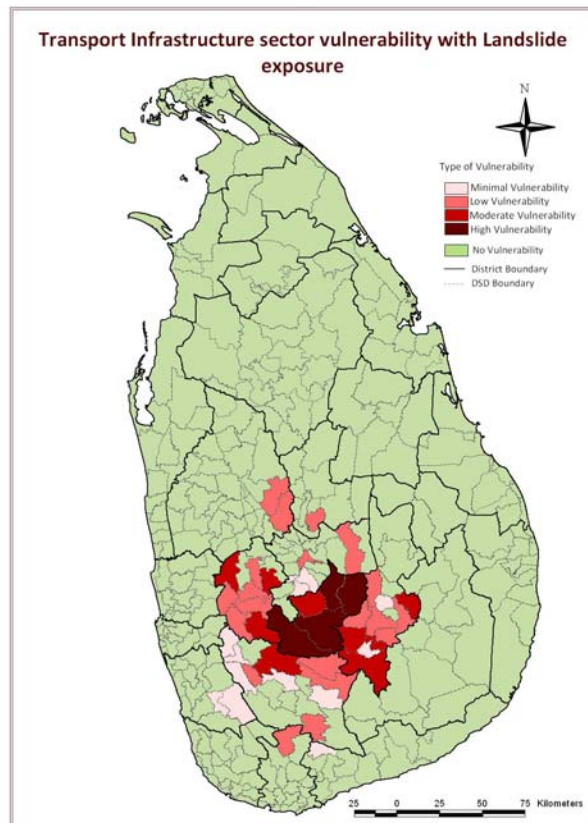 Transport Infrastructure sector vulnerability with Landslide
exposure
N
Type of Vulnerability
Minimal Vulnerability
Low Vulnerability
Moderate Vulnerability
High Vulnerability
No Vulnerability
District Boundary
DSD Boundary
25 0 25 50 75 Kilometers